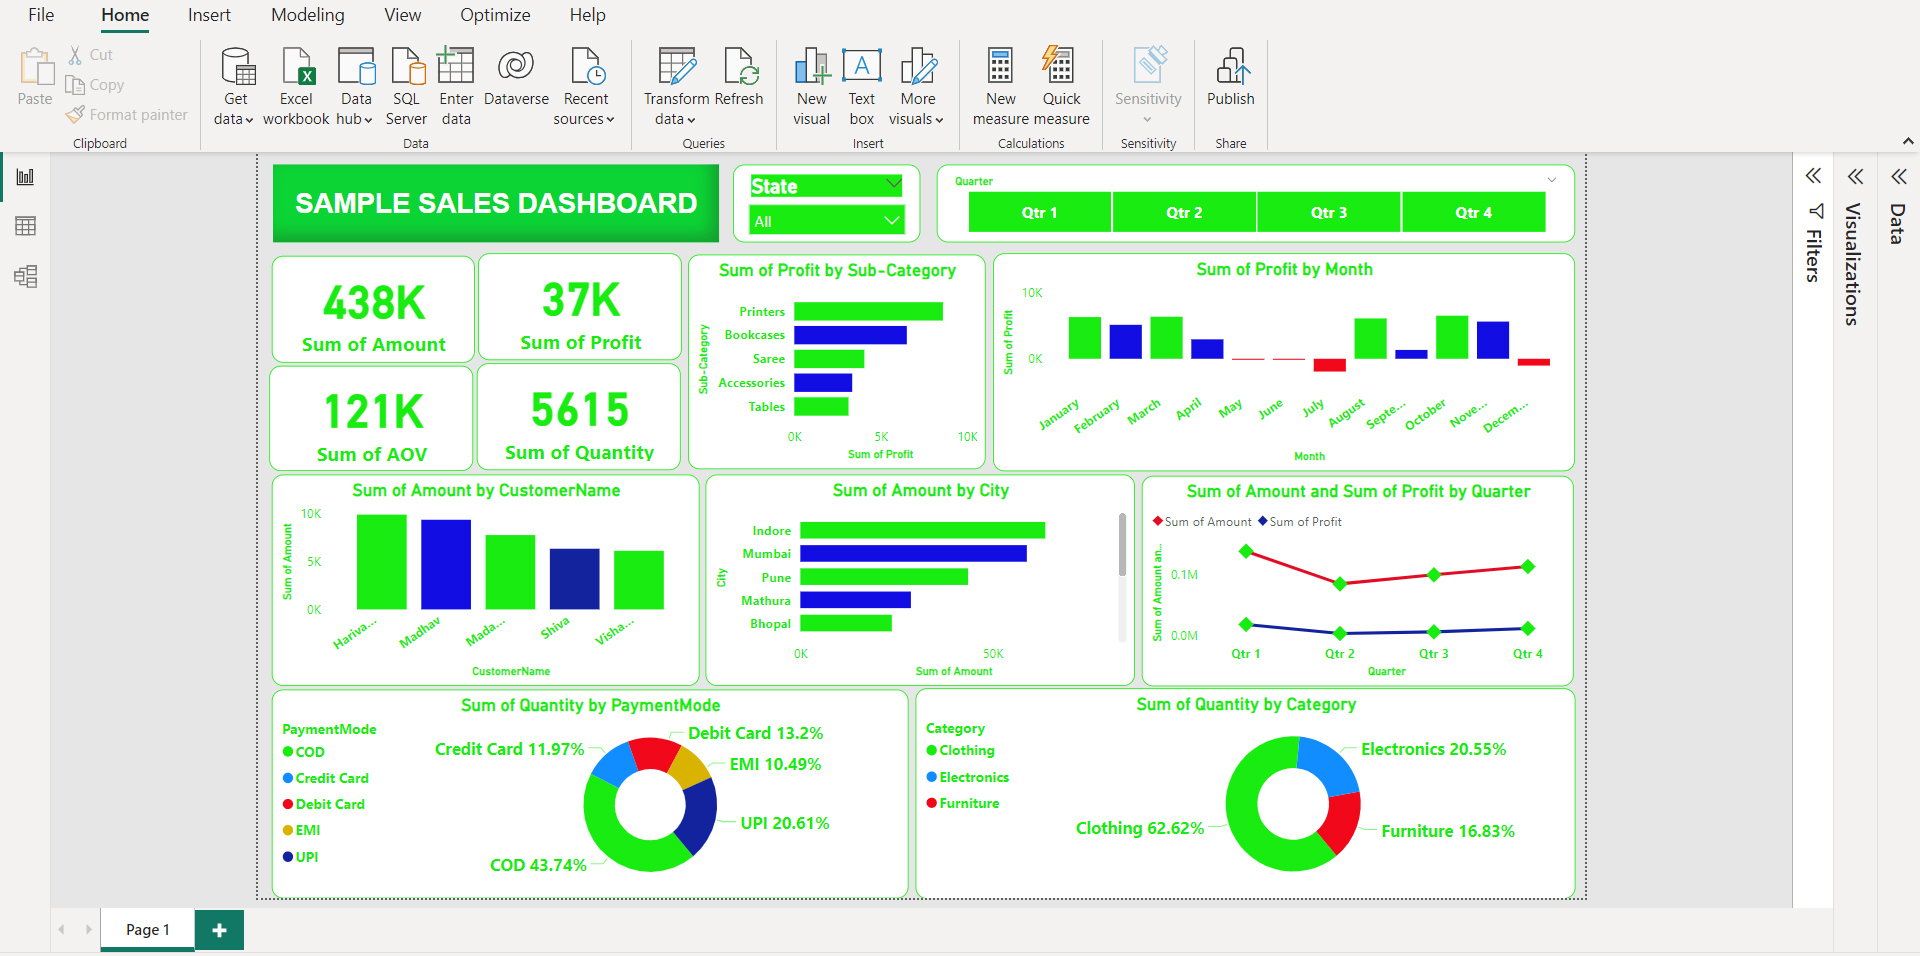 File Home Insert Modeling View Optimize Help
Paste
Cut
Copy
Format painter
Clipboard
Get data
Excel workbook
Data hub
SQL Server
Enter data
Dataverse
Recent sources
Data
Transform data
Refresh
Queries
New visual
Text box
More visuals
Insert
New measure
Quick measure
Calculations
Sensitivity
Sensitivity
Publish
Share
SAMPLE SALES DASHBOARD
State
All
Quarter
Qtr 1 Qtr 2 Qtr 3 Qtr 4
438K
Sum of Amount
37K
Sum of Profit
121K
Sum of AOV
5615
Sum of Quantity
Sum of Profit by Sub-Category
Sub-Category
Printers
Bookcases
Saree
Accessories
Tables
0K 5K 10K
Sum of Profit
Sum of Profit by Month
Sum of Profit
10K
0K
January February March April May June July August Septe... October Nove... Decem...
Month
Sum of Amount by CustomerName
Sum of Amount
10K
5K
0K
Hariva... Madhav Mada... Shiva Visha...
CustomerName
Sum of Amount by City
City
Indore
Mumbai
Pune
Mathura
Bhopal
0K 50K
Sum of Amount
Sum of Amount and Sum of Profit by Quarter
Sum of Amount Sum of Profit
Sum of Amount an...
0.1M
0.0M
Qtr 1 Qtr 2 Qtr 3 Qtr 4
Quarter
Sum of Quantity by PaymentMode
PaymentMode
COD
Credit Card
Debit Card
EMI
UPI
Credit Card 11.97%
Debit Card 13.2%
EMI 10.49%
UPI 20.61%
COD 43.74%
Sum of Quantity by Category
Category
Clothing
Electronics
Furniture
Electronics 20.55%
Clothing 62.62%
Furniture 16.83%
Filters
Visualizations
Data
Page 1